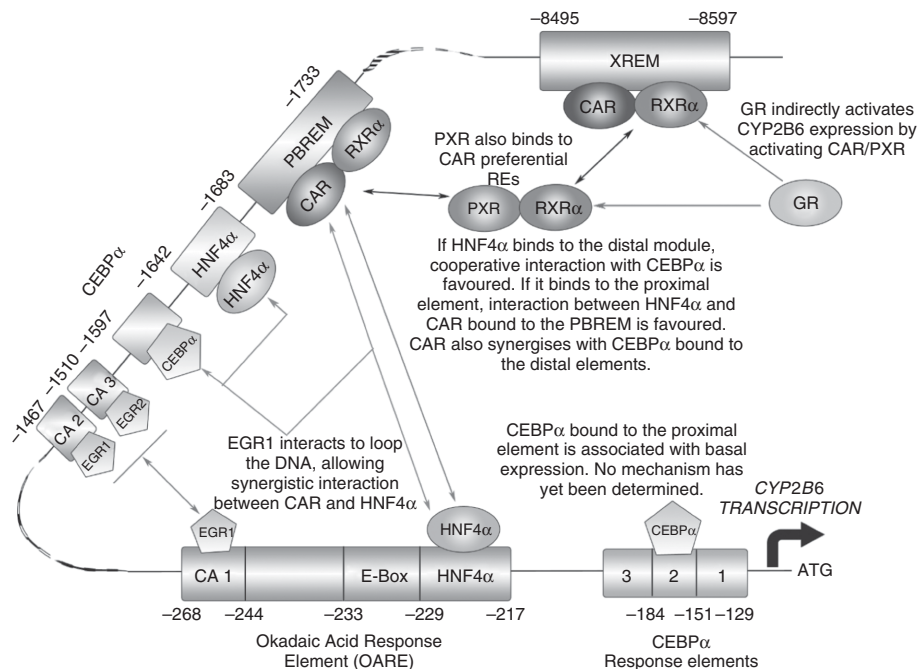 −8495
−8597
XREM
CAR
RXRα
GR indirectly activates
CYP2B6 expression by
activating CAR/PXR
GR
−1733
PBREM
RXRα
CAR
PXR also binds to
CAR preferential
REs
PXR
RXRα
−1683
HNF4α
HNF4α
If HNF4α binds to the distal module,
cooperative interaction with CEBPα is
favoured. If it binds to the proximal
element, interaction between HNF4α and
CAR bound to the PBREM is favoured.
CAR also synergises with CEBPα bound to
the distal elements.
CEBPα
−1642
−1597
CEBPα
−1510
CA 3
EGR2
−1467
CA 2
EGR1
EGR1 interacts to loop
the DNA, allowing
synergistic interaction
between CAR and HNF4α
CEBPα bound to the proximal
element is associated with basal
expression. No mechanism has
yet been determined.
CYP2B6
TRANSCRIPTION
EGR1
HNF4α
CEBPα
CA 1
E-Box
HNF4α
3
2
1
ATG
−268
−244
−233
−229
−217
−184
−151
−129
Okadaic Acid Response
Element (OARE)
CEBPα
Response elements